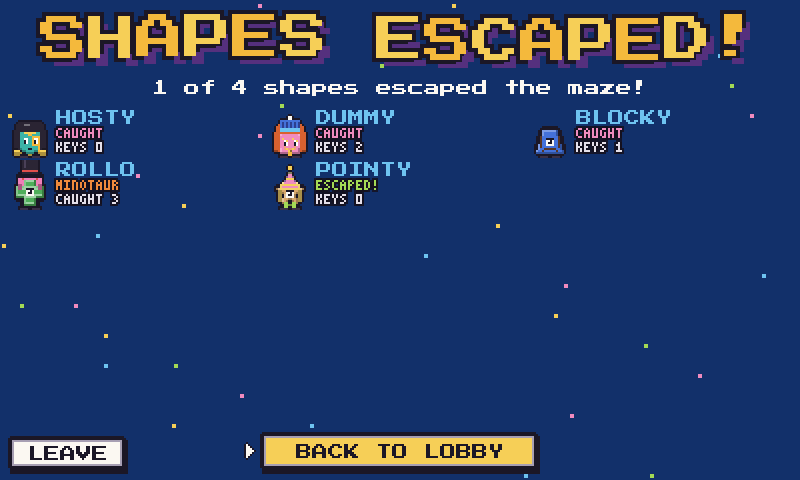 SHAPES ESCAPED!
1 of 4 shapes escaped the maze!
HOSTY
CAUGHT
KEYS 0
DUMMY
CAUGHT
KEYS 2
BLOCKY
CAUGHT
KEYS 1
ROLLO
MINOTAUR
CAUGHT 3
POINTY
ESCAPED!
KEYS 0
LEAVE
BACK TO LOBBY